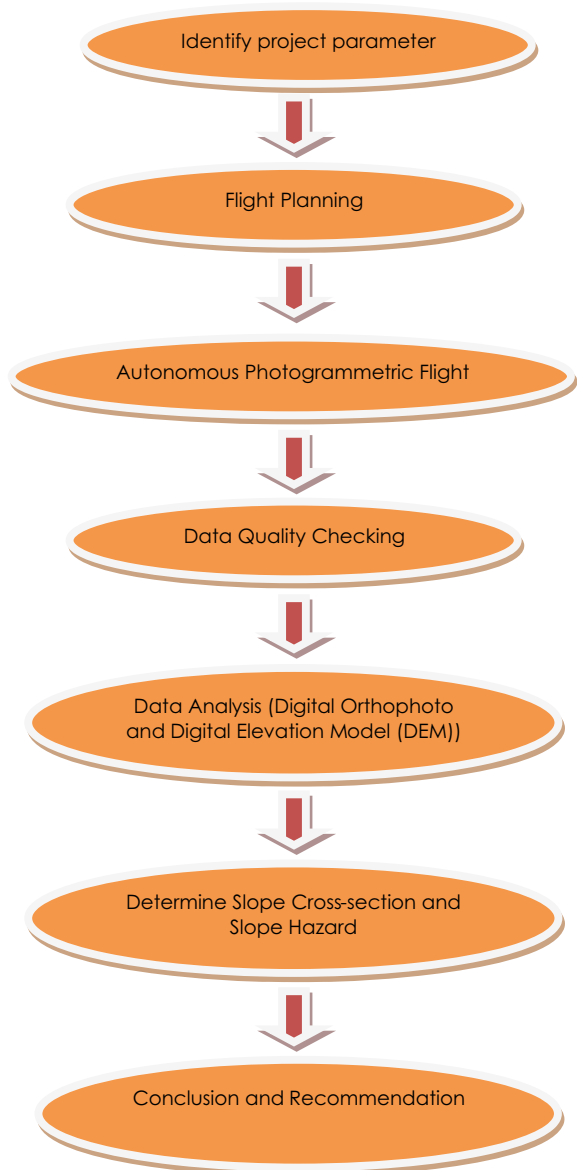 Identify project parameter
Flight Planning
Autonomous Photogrammetric Flight
Data Quality Checking
Data Analysis (Digital Orthophoto
and Digital Elevation Model (DEM))
Determine Slope Cross-section and
Slope Hazard
Conclusion and Recommendation